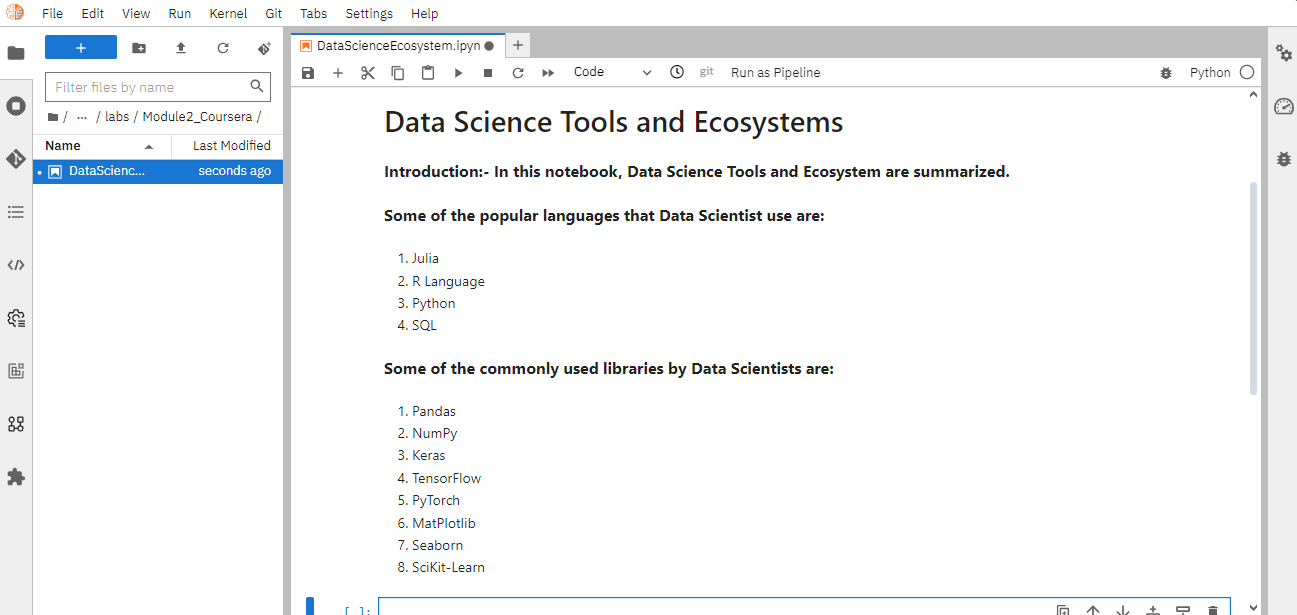 File Edit View Run Kernel Git Tabs Settings Help
+
Filter files by name
/ ... / labs / Module2_Coursera /
Name Last Modified
DataScienc... seconds ago
DataScienceEcosystem.ipyn
Code git Run as Pipeline Python
Data Science Tools and Ecosystems
Introduction:- In this notebook, Data Science Tools and Ecosystem are summarized.
Some of the popular languages that Data Scientist use are:
1. Julia
2. R Language
3. Python
4. SQL
Some of the commonly used libraries by Data Scientists are:
1. Pandas
2. NumPy
3. Keras
4. TensorFlow
5. PyTorch
6. MatPlotlib
7. Seaborn
8. SciKit-Learn
[ ]: